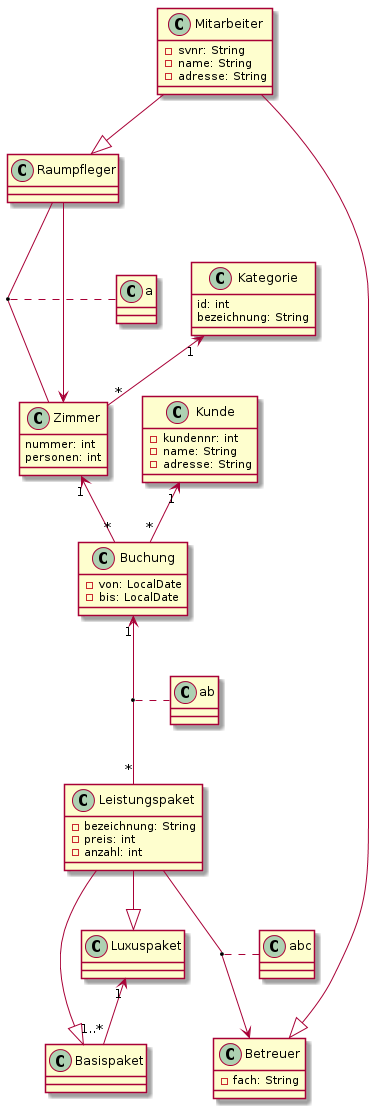 C Mitarbeiter
svnr: String
name: String
adresse: String
C Raumpfleger
C a
C Kategorie
id: int
bezeichnung: String
1
*
C Zimmer
nummer: int
personen: int
C Kunde
kundennr: int
name: String
adresse: String
1
1
*
*
C Buchung
von: LocalDate
bis: LocalDate
1
C ab
*
C Leistungspaket
bezeichnung: String
preis: int
anzahl: int
C Luxuspaket
C abc
1
1..*
C Basispaket
C Betreuer
fach: String